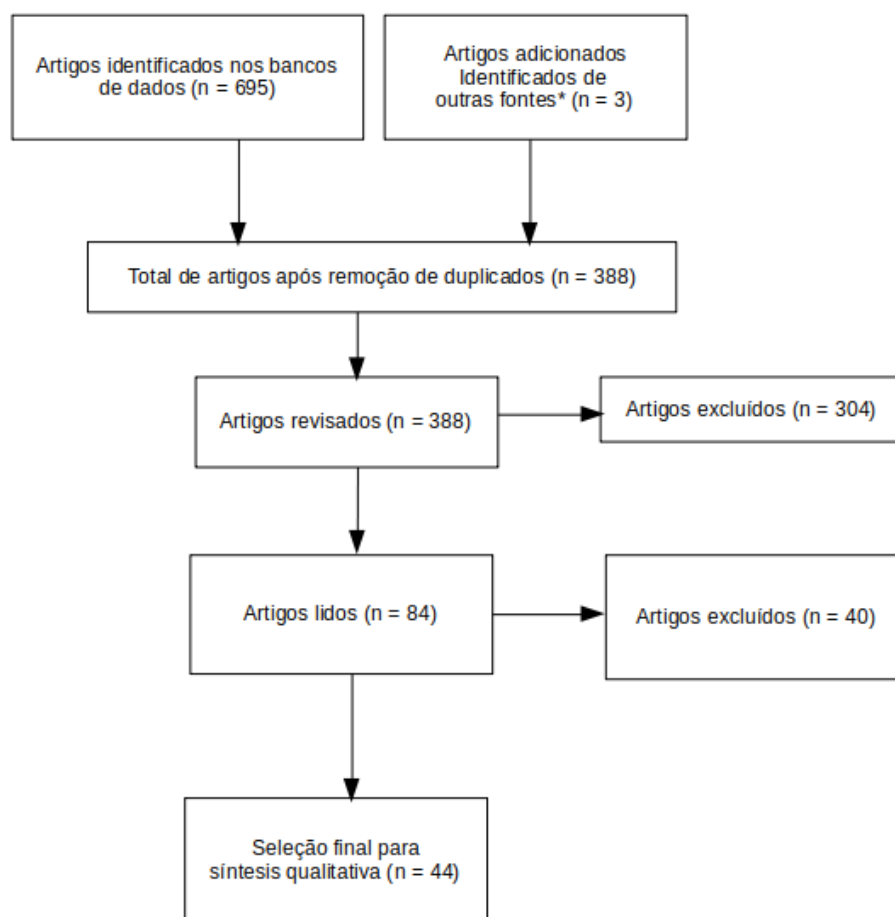 Artigos identificados nos bancos
de dados (n = 695)
Artigos adicionados
Identificados de
outras fontes* (n = 3)
Total de artigos após remoção de duplicados (n = 388)
Artigos revisados (n = 388)
Artigos excluídos (n = 304)
Artigos lidos (n = 84)
Artigos excluídos (n = 40)
Seleção final para
síntesis qualitativa (n = 44)